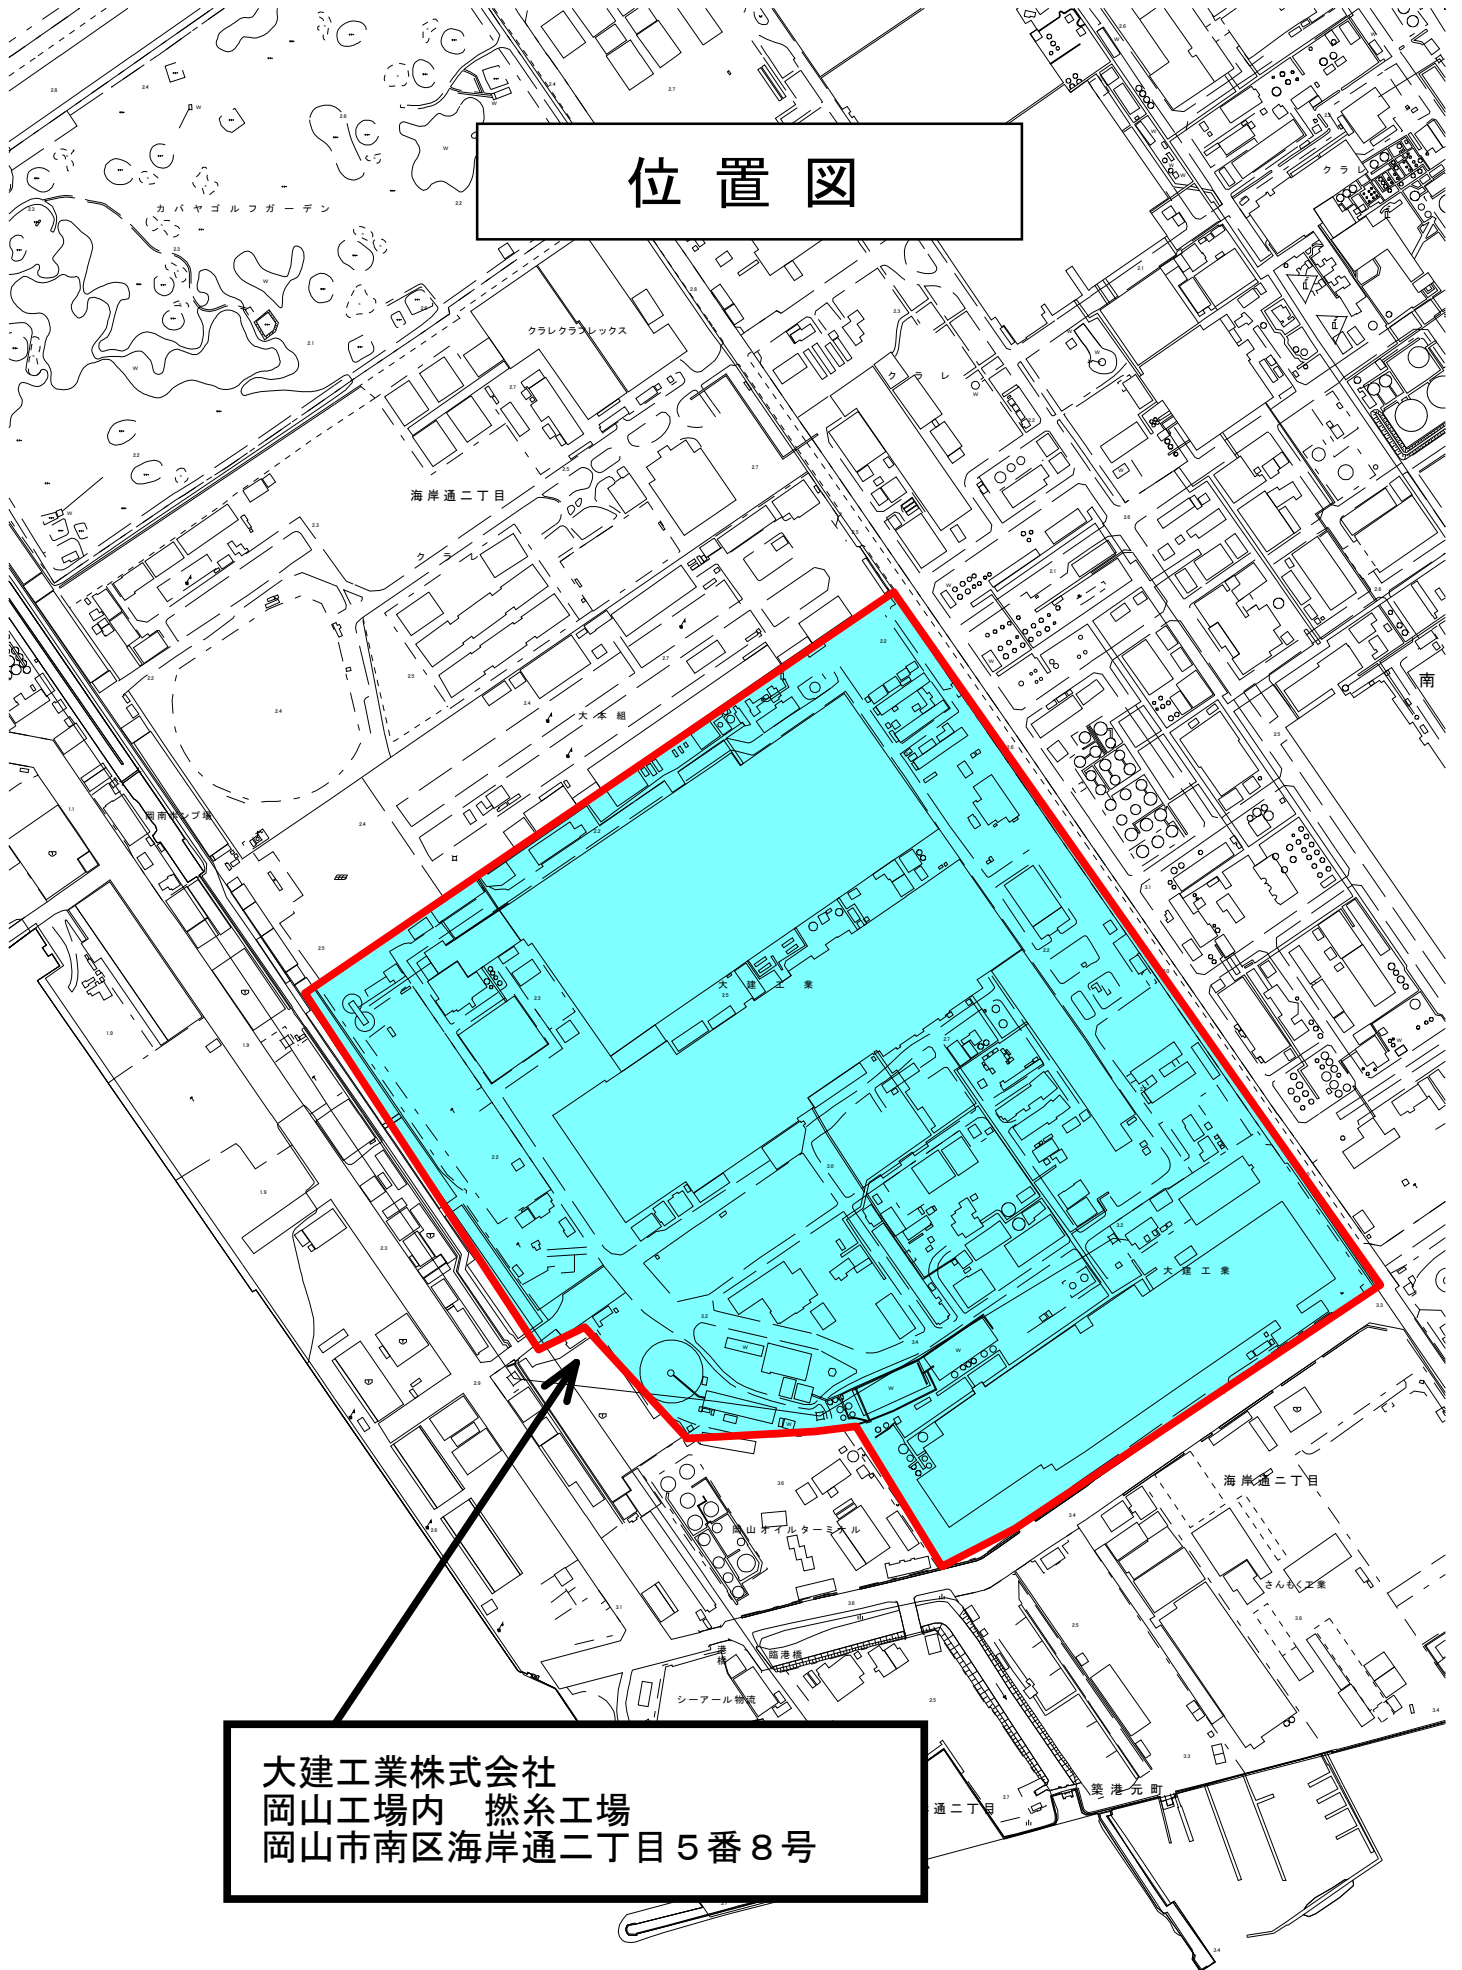 位置図
カバヤゴルフガーデン
クラレ
クラレクラフレックス
クラレ
海岸通二丁目
クラレ
南
大本組
岡南ポンプ場
大建工業
大建工業
海岸通二丁目
岡山オイルターミナル
さんもく工業
臨港橋
港橋
シーアール物流
築港元町
通二丁目
大建工業株式会社
岡山工場内　撚糸工場
岡山市南区海岸通二丁目５番８号